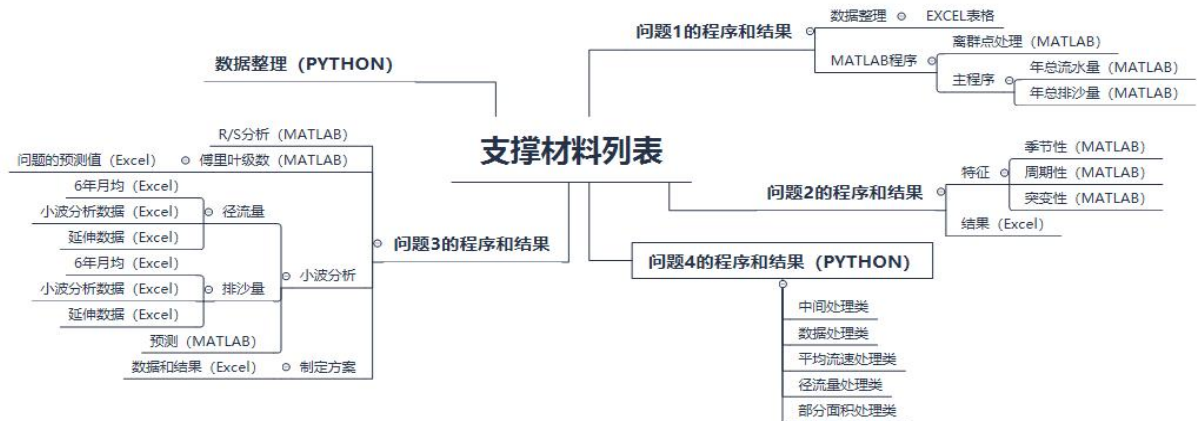 支撑材料列表
数据整理（PYTHON）
问题1的程序和结果
数据整理
EXCEL表格
MATLAB程序
离群点处理（MATLAB）
主程序
年总流水量（MATLAB）
年总排沙量（MATLAB）
问题2的程序和结果
特征
季节性（MATLAB）
周期性（MATLAB）
突变性（MATLAB）
结果（Excel）
问题3的程序和结果
R/S分析（MATLAB）
傅里叶级数（MATLAB）
问题的预测值（Excel）
小波分析
径流量
6年月均（Excel）
小波分析数据（Excel）
延伸数据（Excel）
排沙量
6年月均（Excel）
小波分析数据（Excel）
延伸数据（Excel）
预测（MATLAB）
制定方案
数据和结果（Excel）
问题4的程序和结果（PYTHON）
中间处理类
数据处理类
平均流速处理类
径流量处理类
部分面积处理类